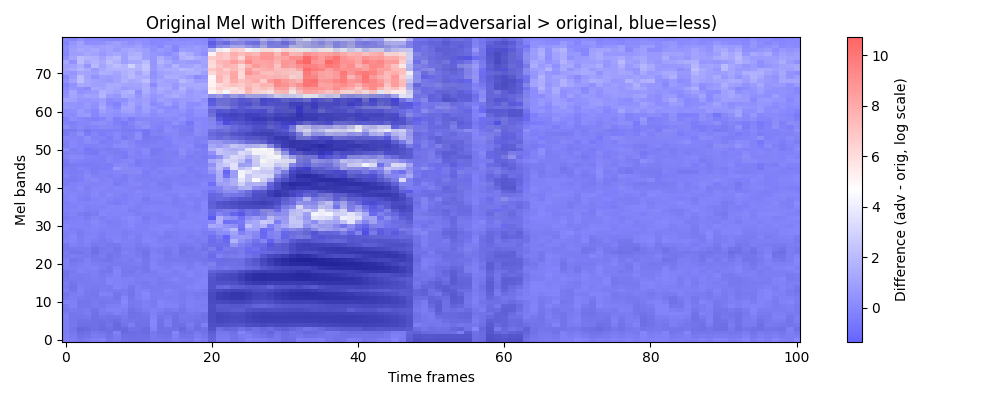 Original Mel with Differences (red=adversarial > original, blue=less)
Mel bands
70
60
50
40
30
20
10
0
0 20 40 60 80 100
Time frames
10
8
6
4
2
0
Difference (adv - orig, log scale)